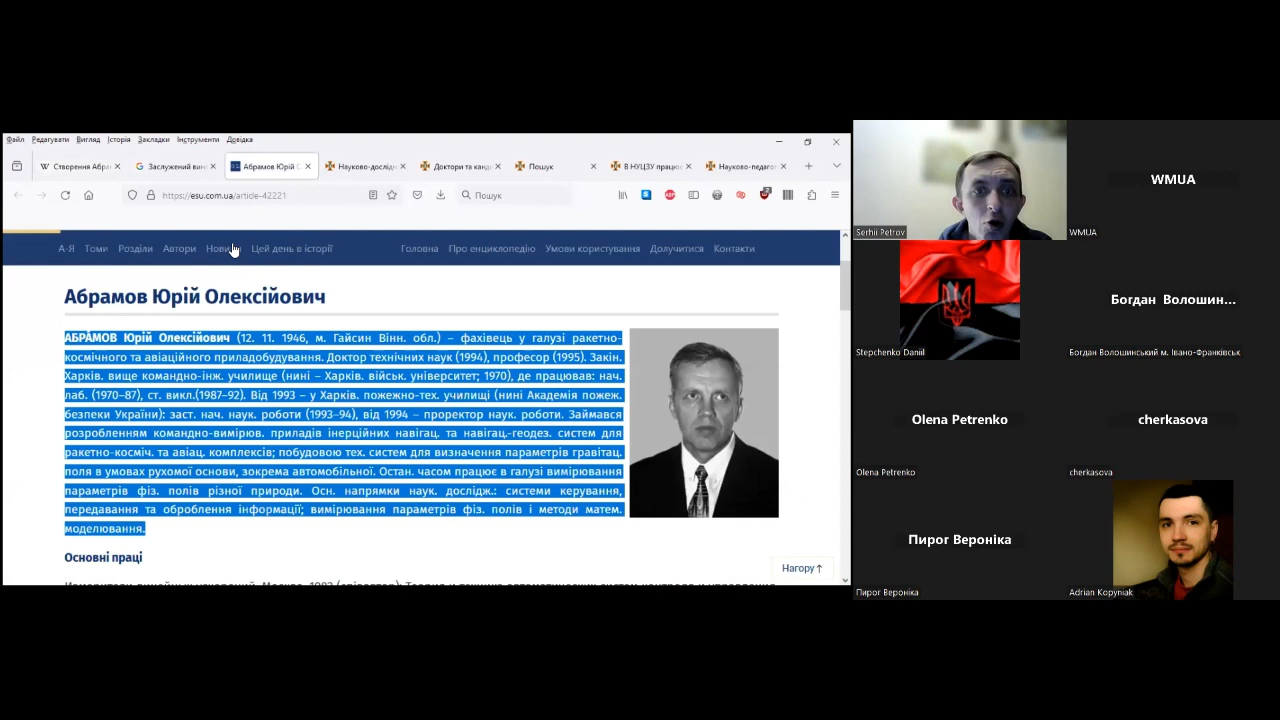 Файл Редагувати Вигляд Історія Закладки Інструменти Довідка
Створення Абра Заслужений вин Абрамов Юрій О Науково-дослід Доктори та канд Пошук В НУЦЗУ працю Науково-педагог
https://esu.com.ua/article-42221 Пошук
А-Я Томи Розділи Автори Новини Цей день в історії Головна Про енциклопедію Умови користування Долучитися Контакти
Абрамов Юрій Олексійович
АБРА́МОВ Юрій Олексійович (12. 11. 1946, м. Гайсин Вінн. обл.) – фахівець у галузі ракетно-
космічного та авіаційного приладобудування. Доктор технічних наук (1994), професор (1995). Закін.
Харків. вище командно-інж. училище (нині – Харків. військ. університет; 1970), де працював: нач.
лаб. (1970–87), ст. викл.(1987–92). Від 1993 – у Харків. пожежно-тех. училищі (нині Академія пожеж.
безпеки України): заст. нач. наук. роботи (1993–94), від 1994 – проректор наук. роботи. Займався
розробленням командно-вимірюв. приладів інерційних навігац. та навігац.-геодез. систем для
ракетно-косміч. та авіац. комплексів; побудовою тех. систем для визначення параметрів гравітац.
поля в умовах рухомої основи, зокрема автомобільної. Остан. часом працює в галузі вимірювання
параметрів фіз. полів різної природи. Осн. напрямки наук. дослідж.: системи керування,
передавання та оброблення інформації; вимірювання параметрів фіз. полів і методи матем.
моделювання.
Основні праці
Нагору↑
Serhii Petrov
WMUA
WMUA
Stepchenko Daniil
Богдан Волошин...
Богдан Волошинський м. Івано-Франківськ
Olena Petrenko
Olena Petrenko
cherkasova
cherkasova
Пирог Вероніка
Пирог Вероніка
Adrian Kopyniak